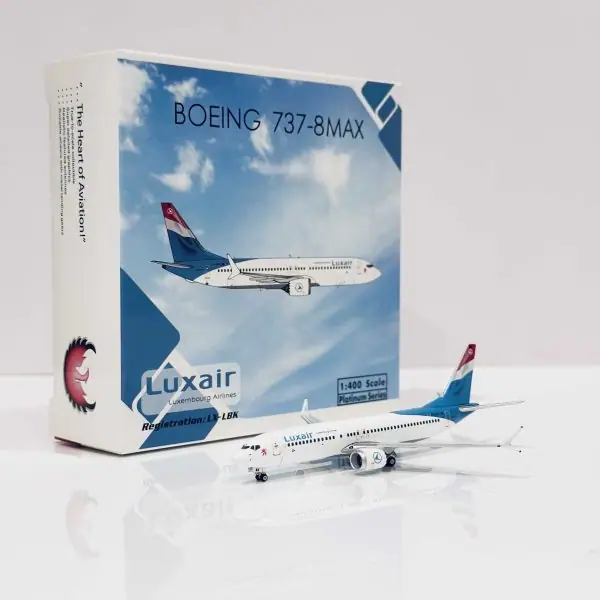 BOEING 737-8MAX
"...The Heart of Aviation!"
Luxair
Luxair
Luxembourg Airlines
1:400 Scale
Platinum Series
Registration: LX-LBK
Luxair